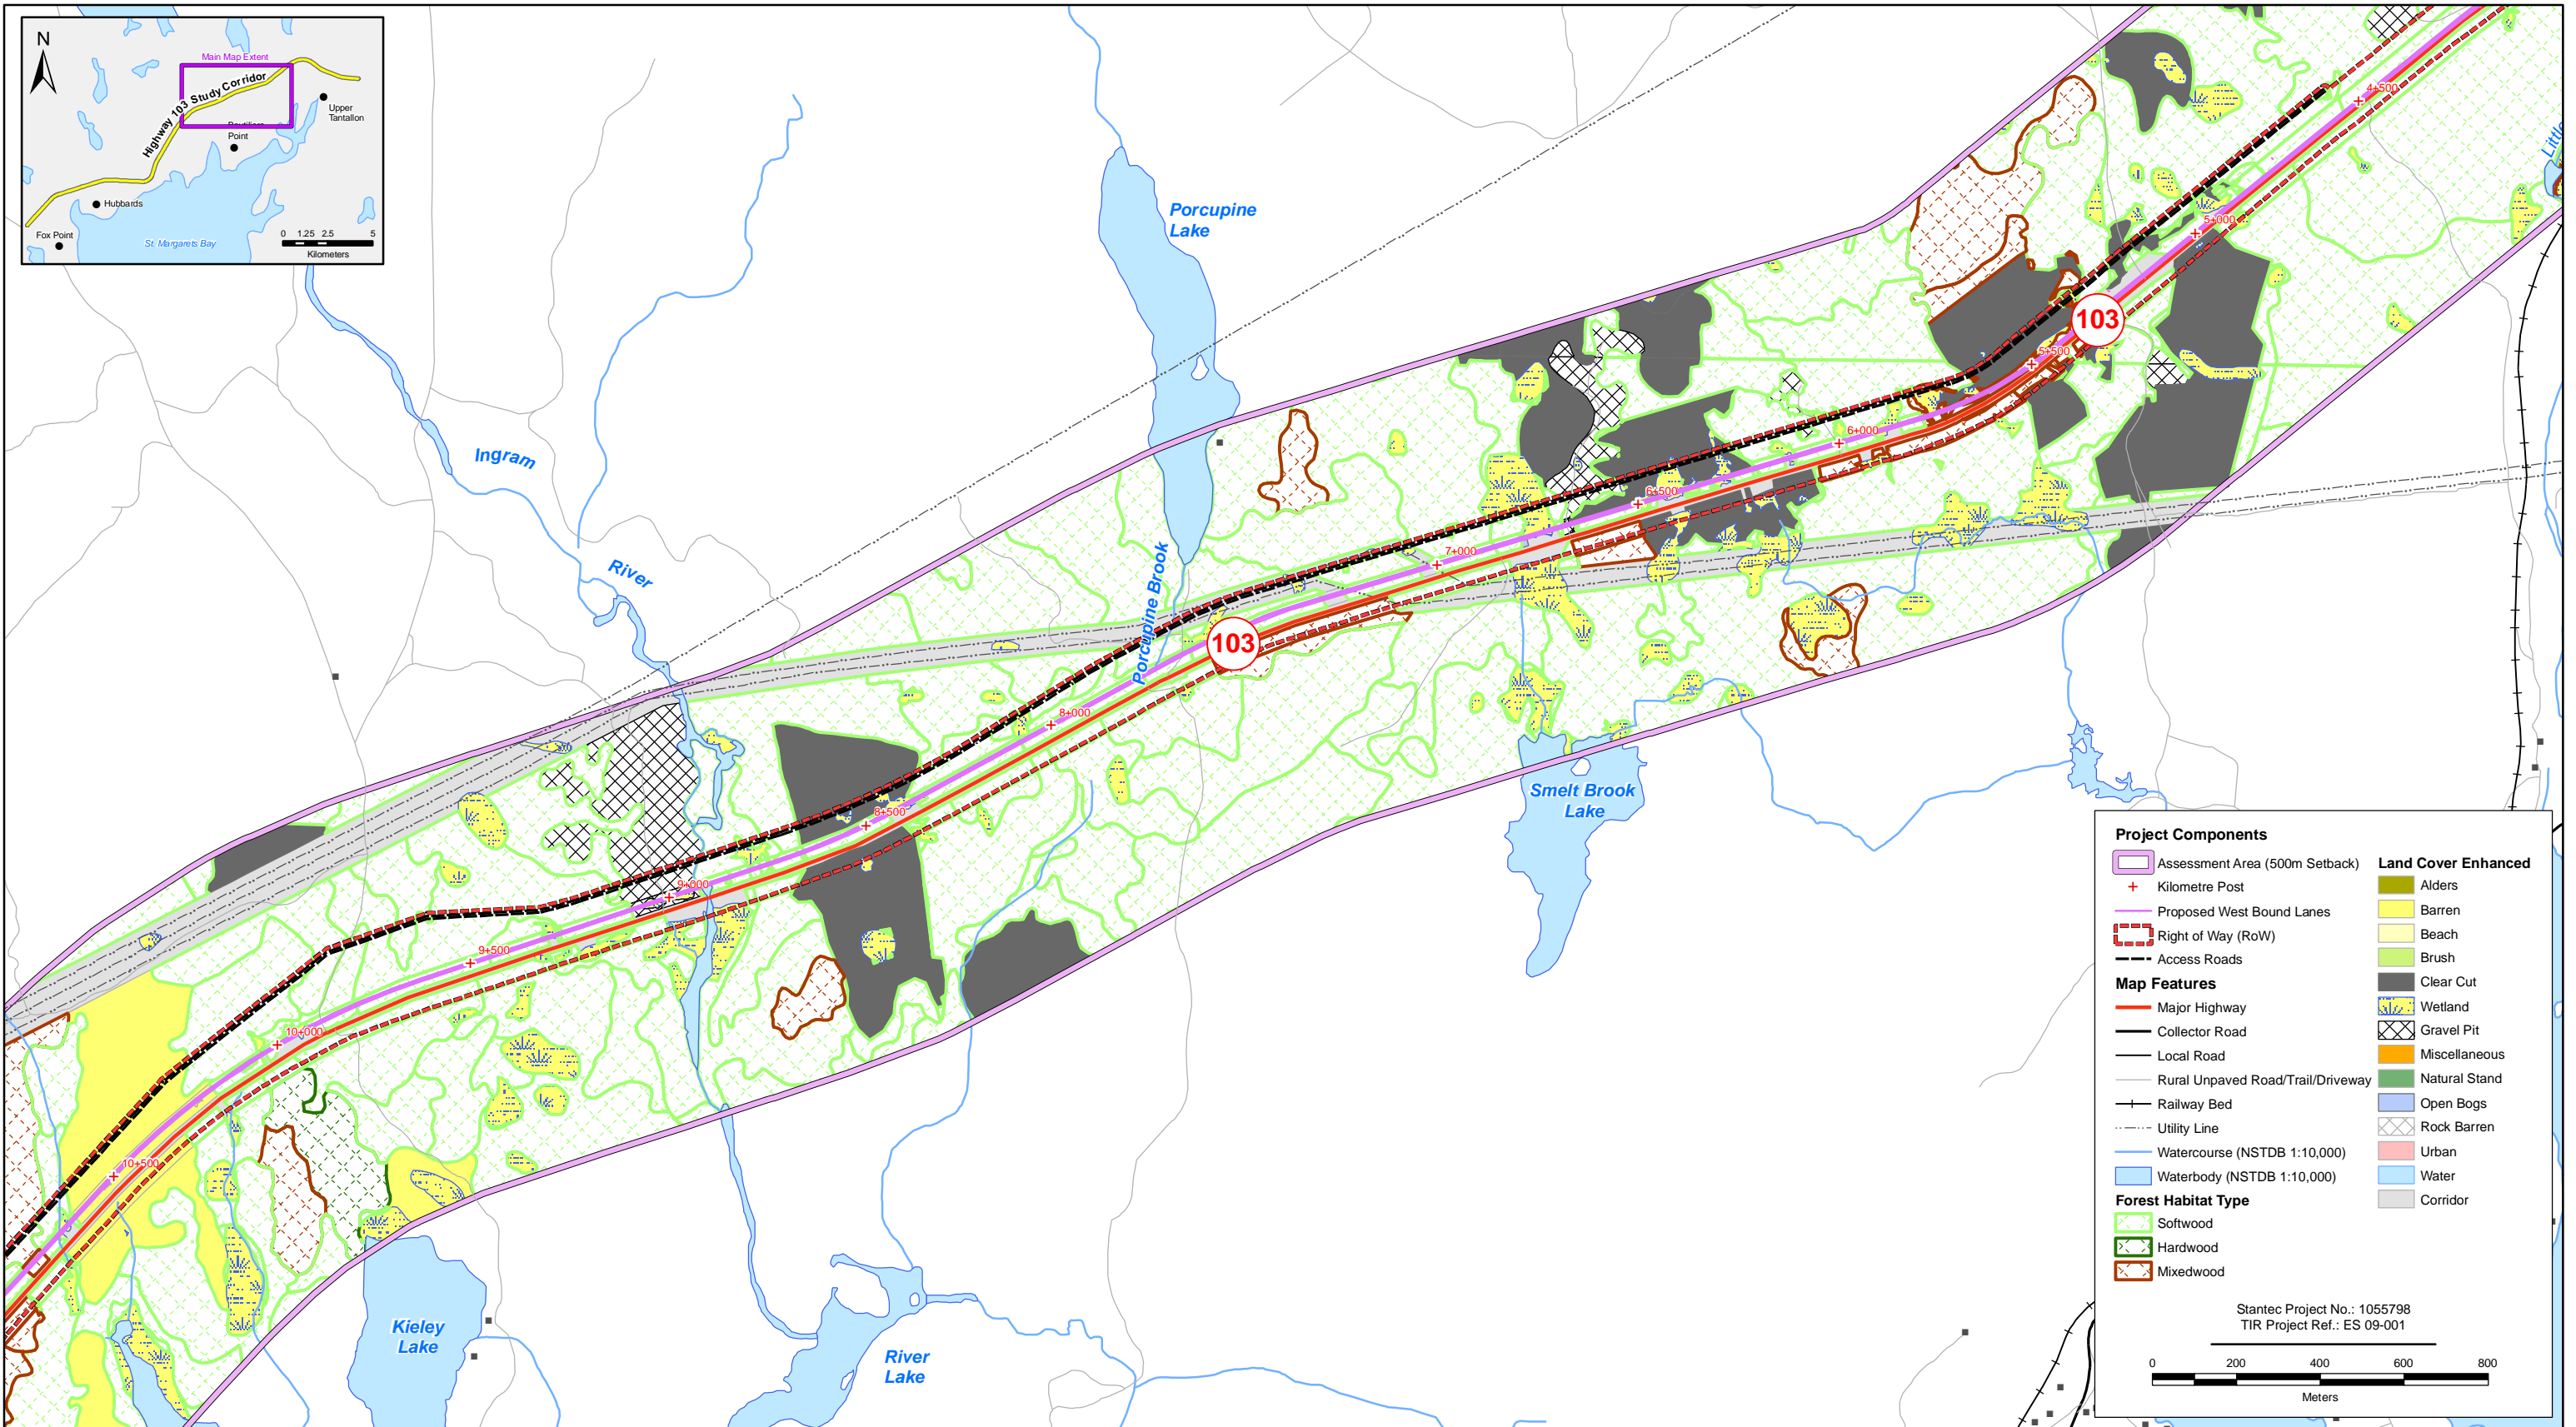 N
Main Map Extent
Highway 103 Study Corridor
Upper
Tantallon
Boutiliers
Point
Hubbards
Fox Point
St. Margarets Bay
0 1.25 2.5 5
Kilometers
Porcupine
Lake
Ingram
River
Porcupine Brook
4+500
5+000
103
5+500
6+000
6+500
7+000
103
8+000
8+500
9+000
9+500
10+000
10+500
Smelt Brook
Lake
Kieley
Lake
River
Lake
Little
Project Components
Assessment Area (500m Setback)
Kilometre Post
Proposed West Bound Lanes
Right of Way (RoW)
Access Roads
Map Features
Major Highway
Collector Road
Local Road
Rural Unpaved Road/Trail/Driveway
Railway Bed
Utility Line
Watercourse (NSTDB 1:10,000)
Waterbody (NSTDB 1:10,000)
Forest Habitat Type
Softwood
Hardwood
Mixedwood
Land Cover Enhanced
Alders
Barren
Beach
Brush
Clear Cut
Wetland
Gravel Pit
Miscellaneous
Natural Stand
Open Bogs
Rock Barren
Urban
Water
Corridor
Stantec Project No.: 1055798
TIR Project Ref.: ES 09-001
0 200 400 600 800
Meters